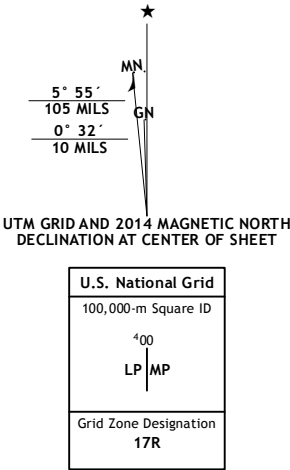 ★
MN
5° 55´
105 MILS
GN
0° 32´
10 MILS
UTM GRID AND 2014 MAGNETIC NORTH
DECLINATION AT CENTER OF SHEET
U.S. National Grid
100,000-m Square ID
⁴00
LP MP
Grid Zone Designation
17R